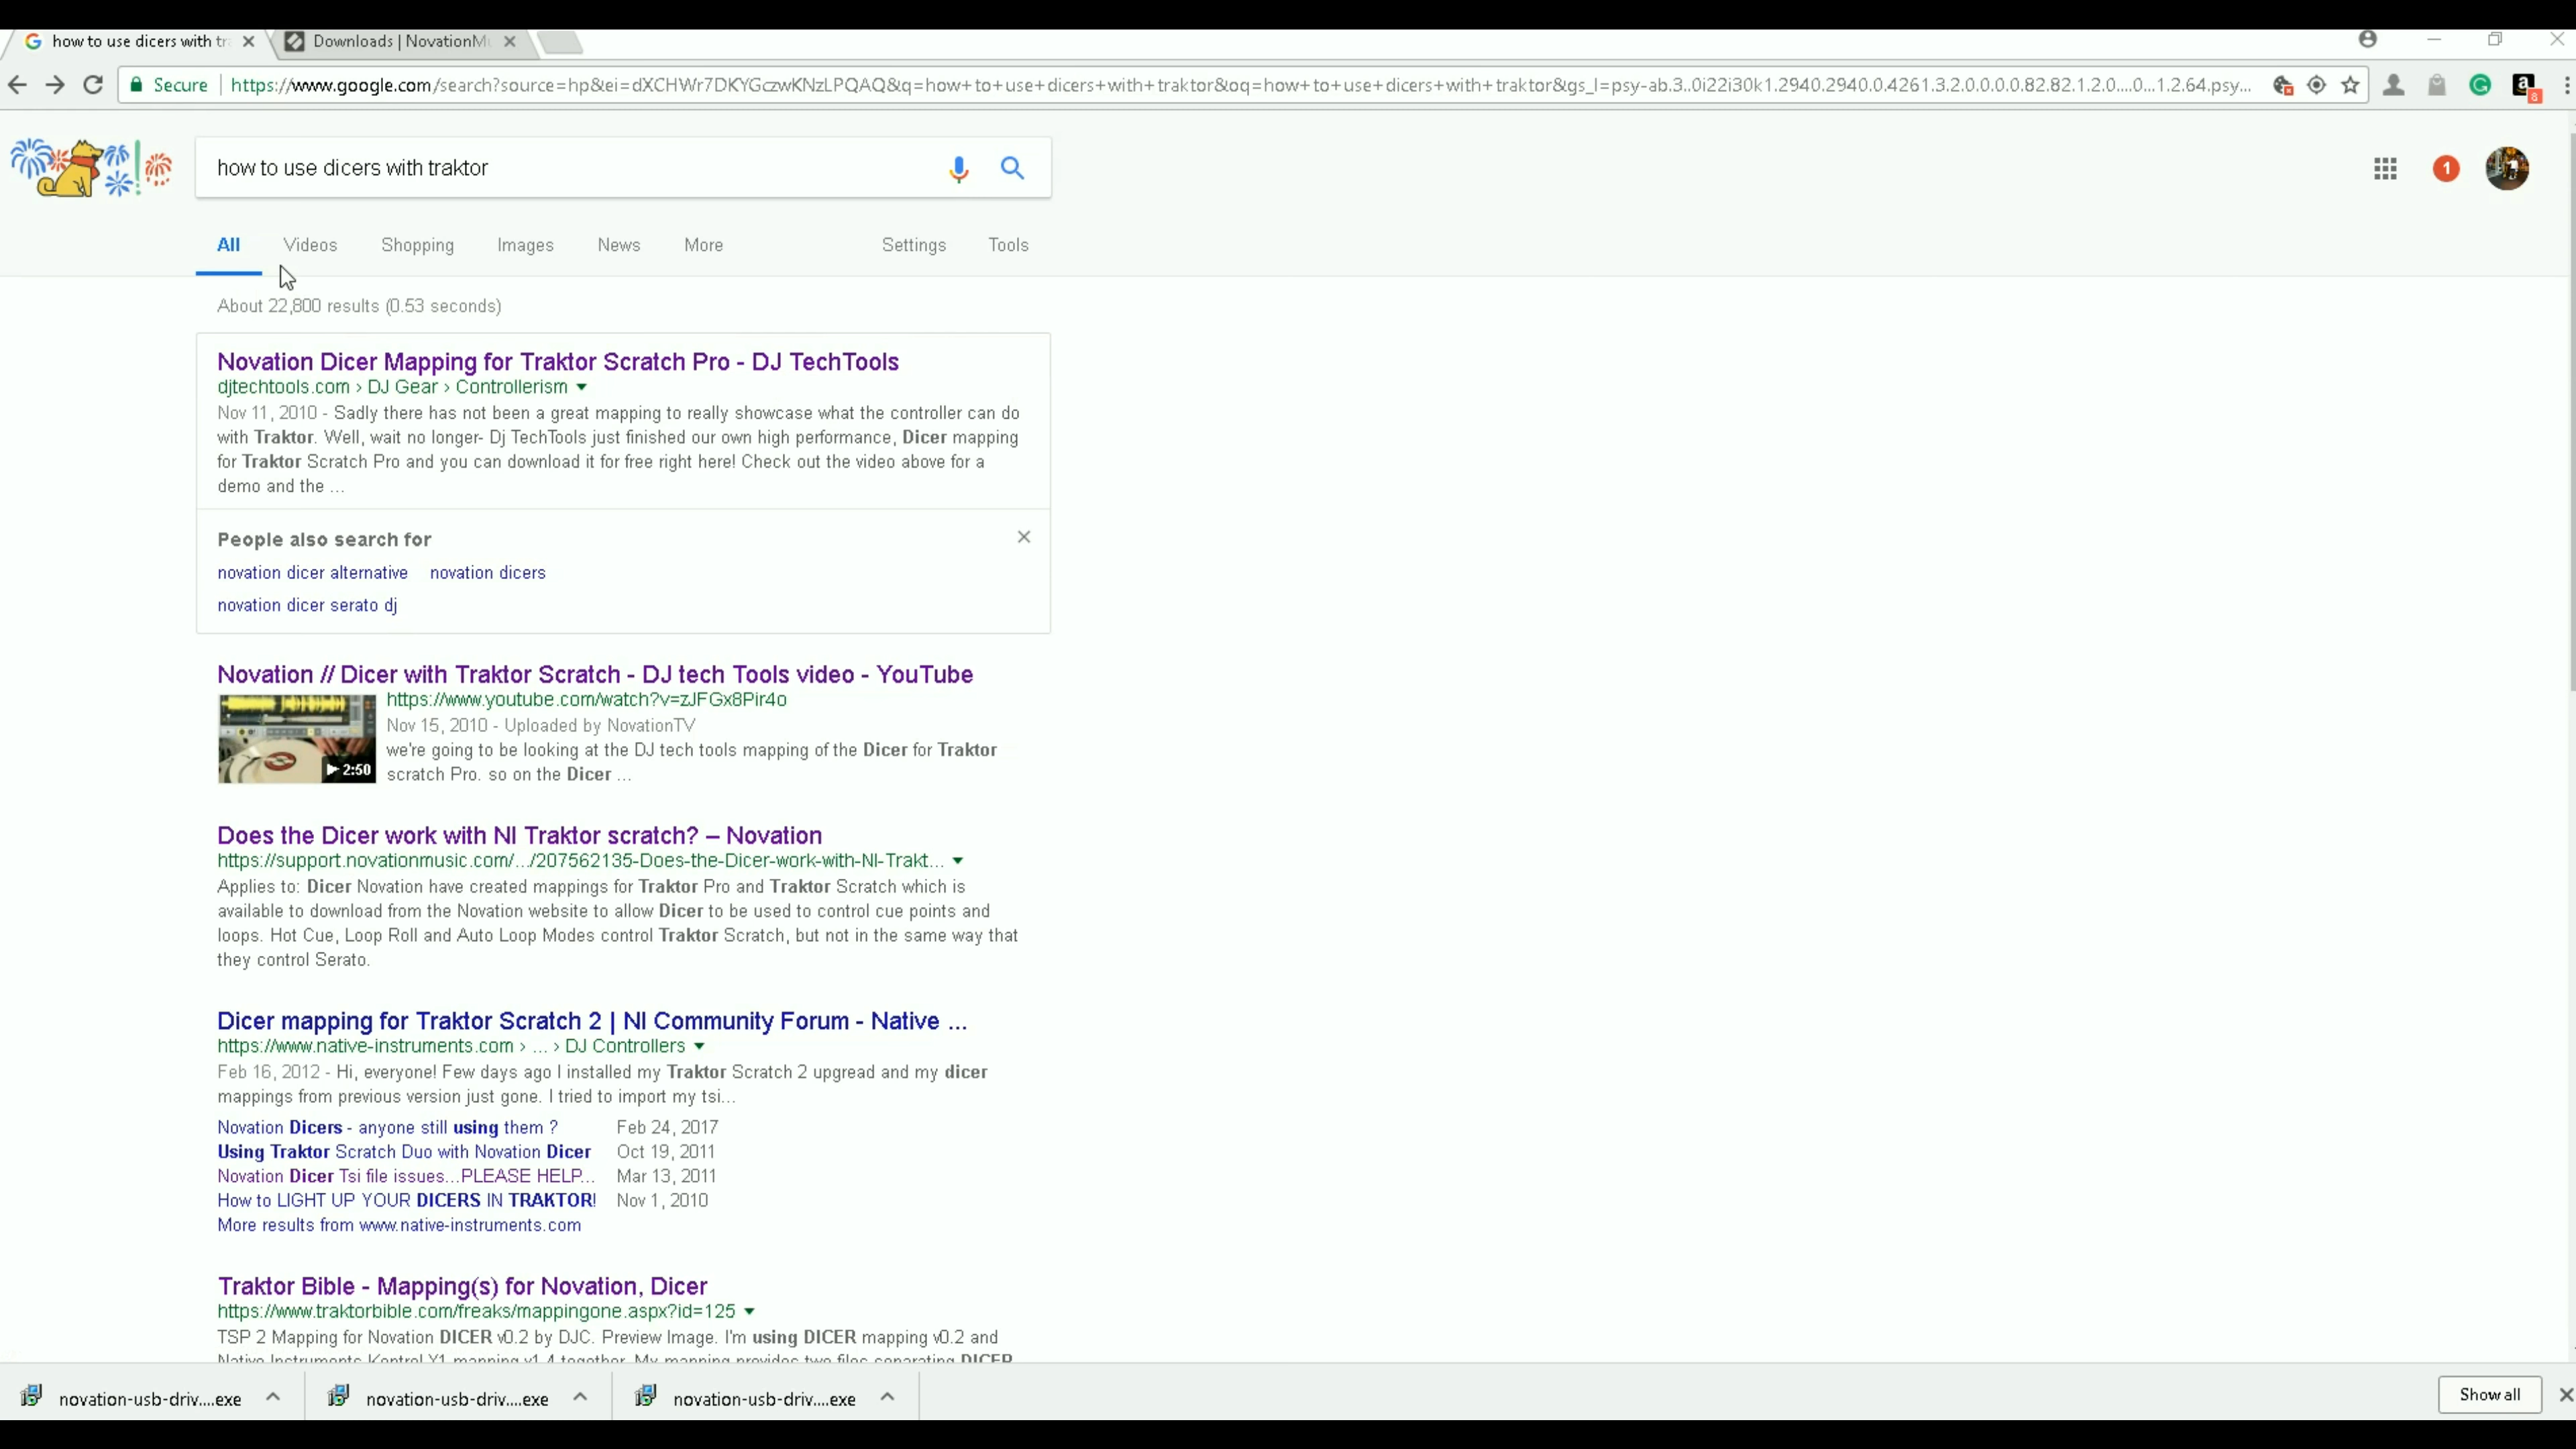 how to use dicers with tr
Downloads | NovationMu
Secure
https://www.google.com/search?source=hp&ei=dXCHWr7DKYGczwKNzLPQAQ&q=how+to+use+dicers+with+traktor&oq=how+to+use+dicers+with+traktor&gs_l=psy-ab.3..0i22i30k1.2940.2940.0.4261.3.2.0.0.0.0.82.82.1.2.0....0...1.2.64.psy...
8
how to use dicers with traktor
1
All Videos Shopping Images News More Settings Tools
About 22,800 results (0.53 seconds)
Novation Dicer Mapping for Traktor Scratch Pro - DJ TechTools
djtechtools.com › DJ Gear › Controllerism
Nov 11, 2010 - Sadly there has not been a great mapping to really showcase what the controller can do
with Traktor. Well, wait no longer- Dj TechTools just finished our own high performance, Dicer mapping
for Traktor Scratch Pro and you can download it for free right here! Check out the video above for a
demo and the ...
People also search for
novation dicer alternative novation dicers
novation dicer serato dj
Novation // Dicer with Traktor Scratch - DJ tech Tools video - YouTube
https://www.youtube.com/watch?v=zJFGx8Pir4o
Nov 15, 2010 - Uploaded by NovationTV
we're going to be looking at the DJ tech tools mapping of the Dicer for Traktor
scratch Pro. so on the Dicer ...
2:50
Does the Dicer work with NI Traktor scratch? – Novation
https://support.novationmusic.com/.../207562135-Does-the-Dicer-work-with-NI-Trakt...
Applies to: Dicer Novation have created mappings for Traktor Pro and Traktor Scratch which is
available to download from the Novation website to allow Dicer to be used to control cue points and
loops. Hot Cue, Loop Roll and Auto Loop Modes control Traktor Scratch, but not in the same way that
they control Serato.
Dicer mapping for Traktor Scratch 2 | NI Community Forum - Native ...
https://www.native-instruments.com › ... › DJ Controllers
Feb 16, 2012 - Hi, everyone! Few days ago I installed my Traktor Scratch 2 upgread and my dicer
mappings from previous version just gone. I tried to import my tsi...
Novation Dicers - anyone still using them ? Feb 24, 2017
Using Traktor Scratch Duo with Novation Dicer Oct 19, 2011
Novation Dicer Tsi file issues...PLEASE HELP... Mar 13, 2011
How to LIGHT UP YOUR DICERS IN TRAKTOR! Nov 1, 2010
More results from www.native-instruments.com
Traktor Bible - Mapping(s) for Novation, Dicer
https://www.traktorbible.com/freaks/mappingone.aspx?id=125
TSP 2 Mapping for Novation DICER v0.2 by DJC. Preview Image. I'm using DICER mapping v0.2 and
Native Instruments Kontrol X1 mapping v1.4 together. My mapping provides two files separating DICER
novation-usb-driv....exe novation-usb-driv....exe novation-usb-driv....exe Show all